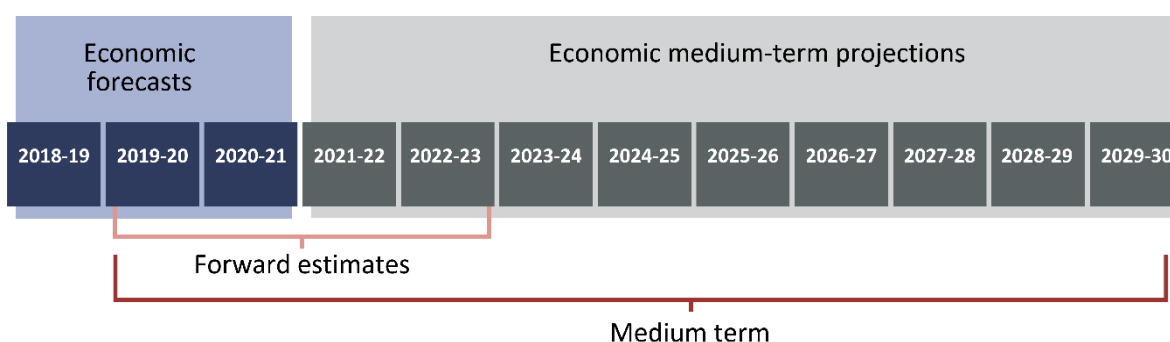 Economic
forecasts
Economic medium-term projections
2018-19 2019-20 2020-21 2021-22 2022-23 2023-24 2024-25 2025-26 2026-27 2027-28 2028-29 2029-30
Forward estimates
Medium term